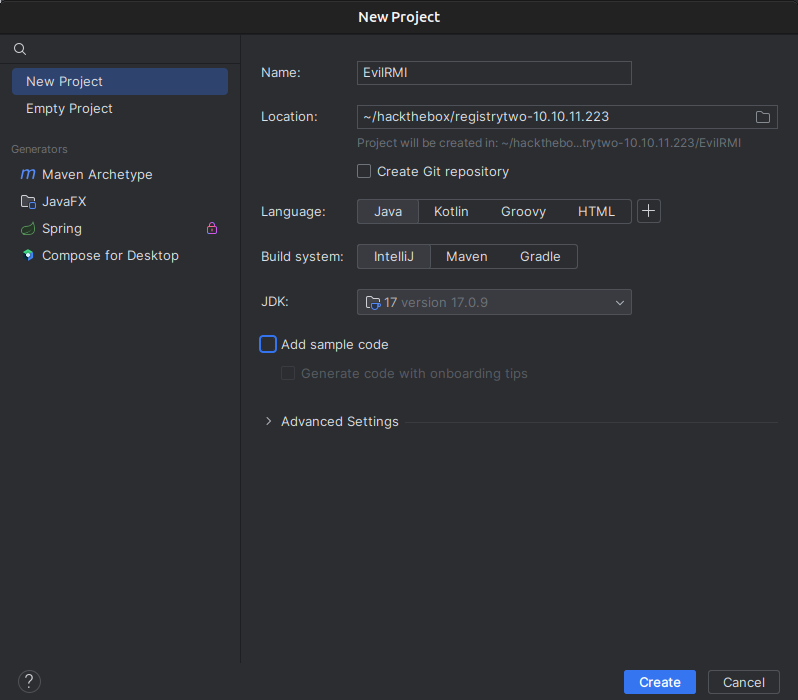 New Project
New Project
Empty Project
Generators
Maven Archetype
JavaFX
Spring
Compose for Desktop
Name: EvilRMI
Location: ~/hackthebox/registrytwo-10.10.11.223
Project will be created in: ~/hackthebo...trytwo-10.10.11.223/EvilRMI
Create Git repository
Language: Java Kotlin Groovy HTML
Build system: IntelliJ Maven Gradle
JDK: 17 version 17.0.9
Add sample code
Generate code with onboarding tips
Advanced Settings
? Create Cancel